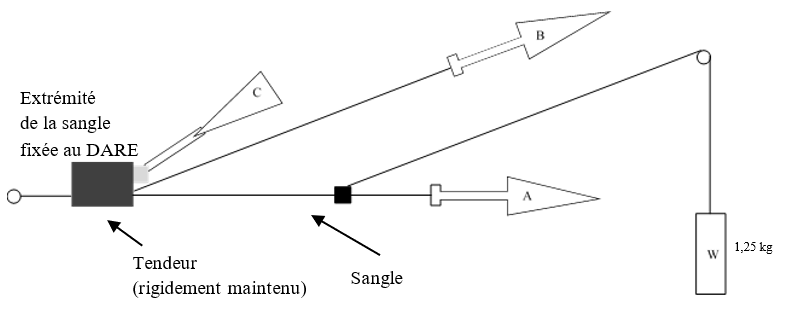 B
C
Extrémité
de la sangle
fixée au DARE
A
W
1,25 kg
Tendeur
(rigidement maintenu)
Sangle